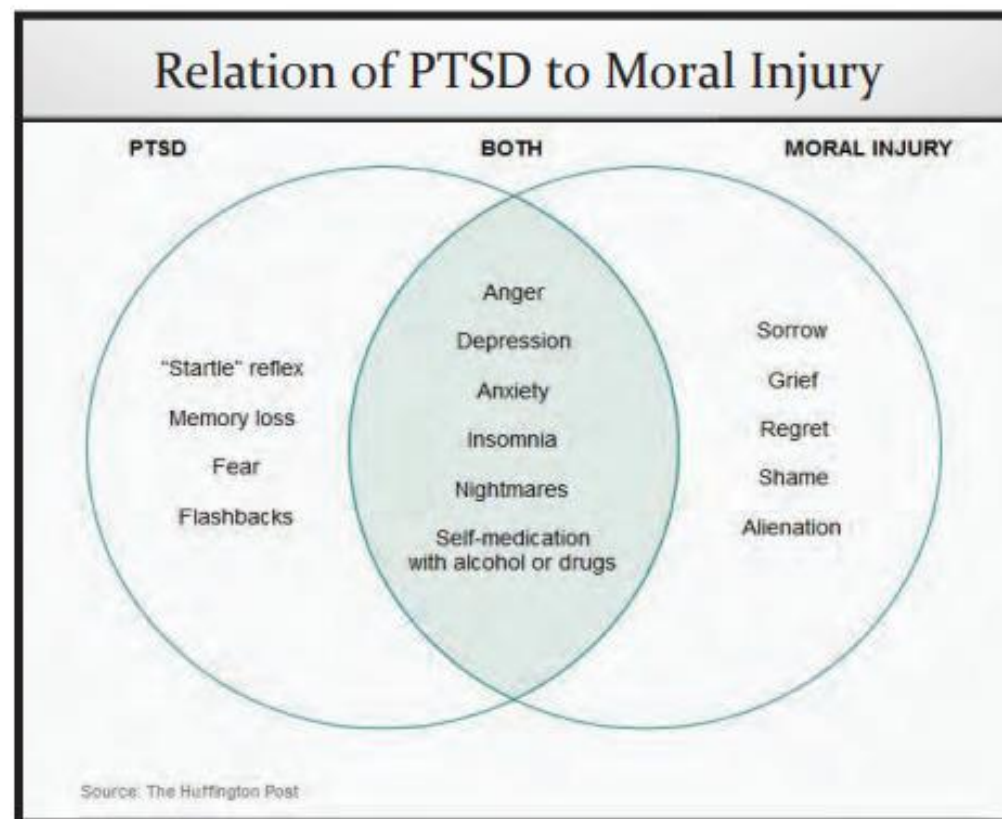 Relation of PTSD to Moral Injury
PTSD
BOTH
MORAL INJURY
"Startle" reflex
Memory loss
Fear
Flashbacks
Anger
Depression
Anxiety
Insomnia
Nightmares
Self-medication
with alcohol or drugs
Sorrow
Grief
Regret
Shame
Alienation
Source: The Huffington Post